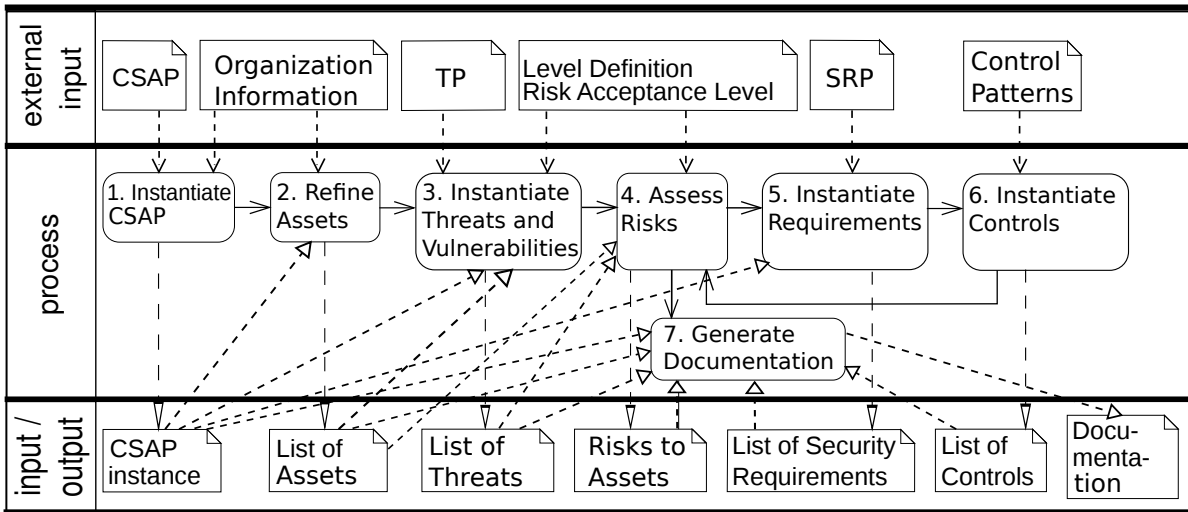 external
input
CSAP
Organization
Information
TP
Level Definition
Risk Acceptance Level
SRP
Control
Patterns
process
1. Instantiate
CSAP
2. Refine
Assets
3. Instantiate
Threats and
Vulnerabilities
4. Assess
Risks
5. Instantiate
Requirements
6. Instantiate
Controls
7. Generate
Documentation
input /
output
CSAP
instance
List of
Assets
List of
Threats
Risks to
Assets
List of Security
Requirements
List of
Controls
Docu-
menta-
tion